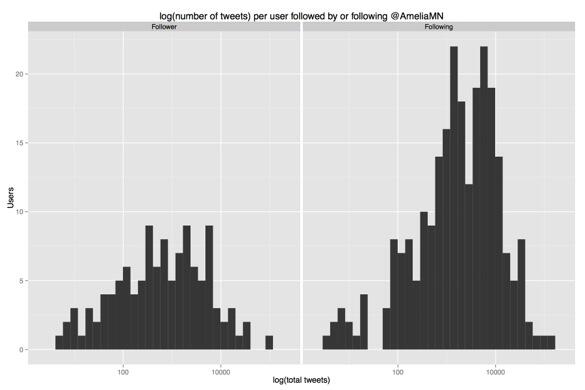 log(number of tweets) per user followed by or following @AmeliaMN
Follower
Following
20
15
10
5
0
Users
100
10000
100
10000
log(total tweets)